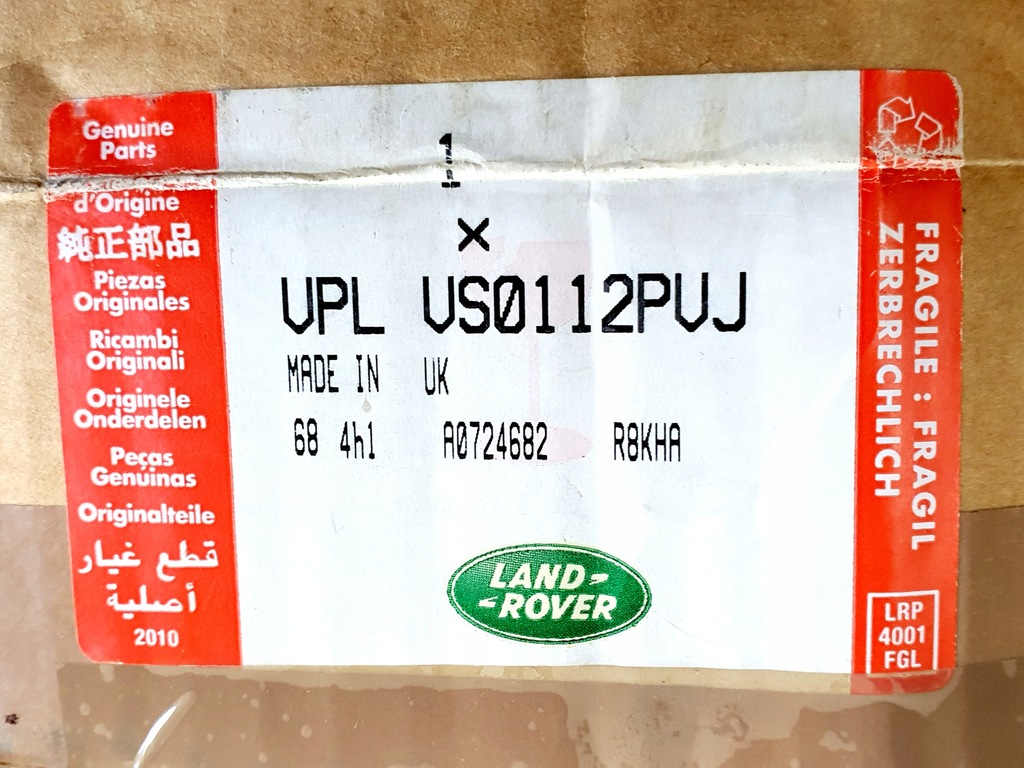 Genuine
Parts
d'Origine
純正部品
Piezas
Originales
Ricambi
Originali
Originele
Onderdelen
Peças
Genuinas
Originalteile
قطع غيار
أصلية
2010
1
x
VPL VS0112PVJ
MADE IN UK
68 4h1 A0724682 R8KHA
LAND-
-ROVER
FRAGILE : FRAGIL
ZERBRECHLICH
LRP
4001
FGL